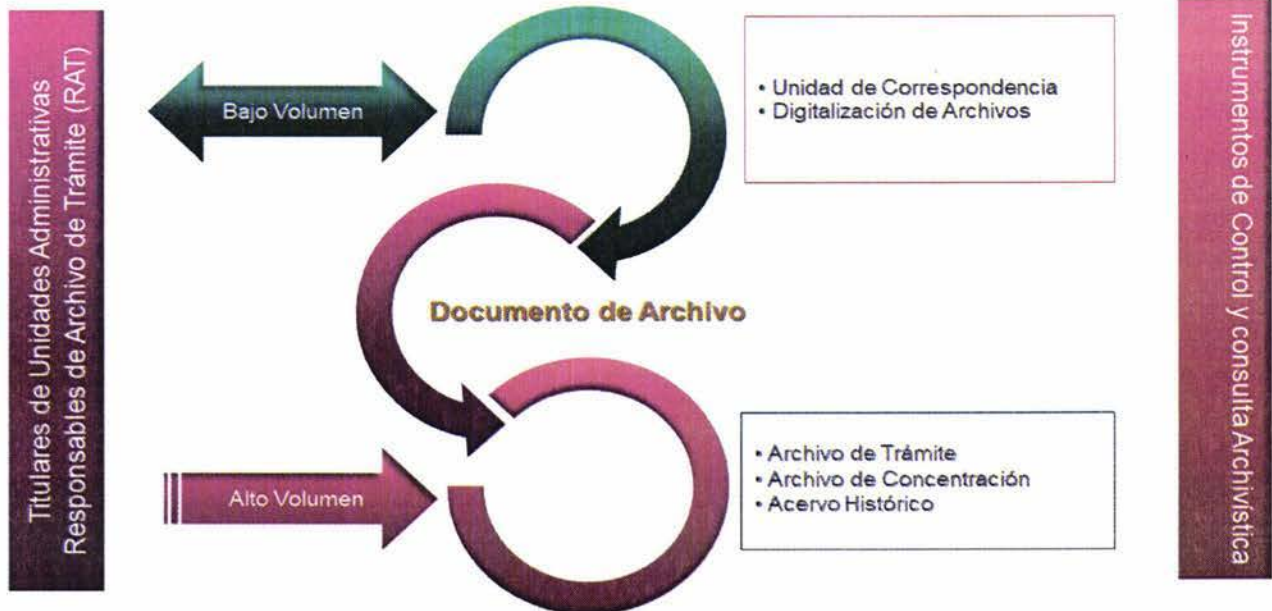 Titulares de Unidades Administrativas
Responsables de Archivo de Trámite (RAT)
Bajo Volumen
• Unidad de Correspondencia
• Digitalización de Archivos
Documento de Archivo
Alto Volumen
• Archivo de Trámite
• Archivo de Concentración
• Acervo Histórico
Instrumentos de Control y consulta Archivística